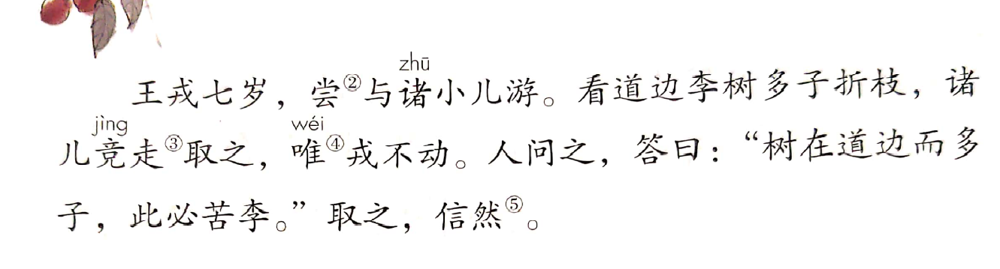 zhū
王戎七岁，尝②与诸小儿游。看道边李树多子折枝，诸
jìng wéi
儿竞走③取之，唯④戎不动。人问之，答曰：“树在道边而多
子，此必苦李。”取之，信然⑤。